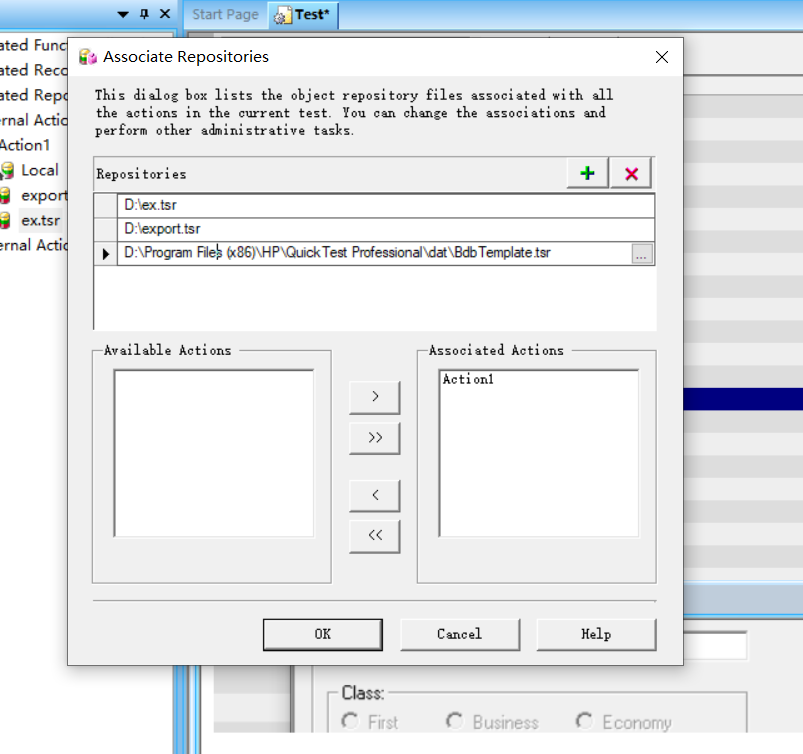 Start Page
Test*
ated Func
ated Reco
ated Repo
ernal Actio
Action1
Local
export
ex.tsr
ernal Actio
Associate Repositories
This dialog box lists the object repository files associated with all
the actions in the current test. You can change the associations and
perform other administrative tasks.
Repositories
D:\ex.tsr
D:\export.tsr
D:\Program Files (x86)\HP\QuickTest Professional\dat\BdbTemplate.tsr
...
Available Actions
Associated Actions
Action1
>
>>
<
<<
OK
Cancel
Help
Class:
First
Business
Economy